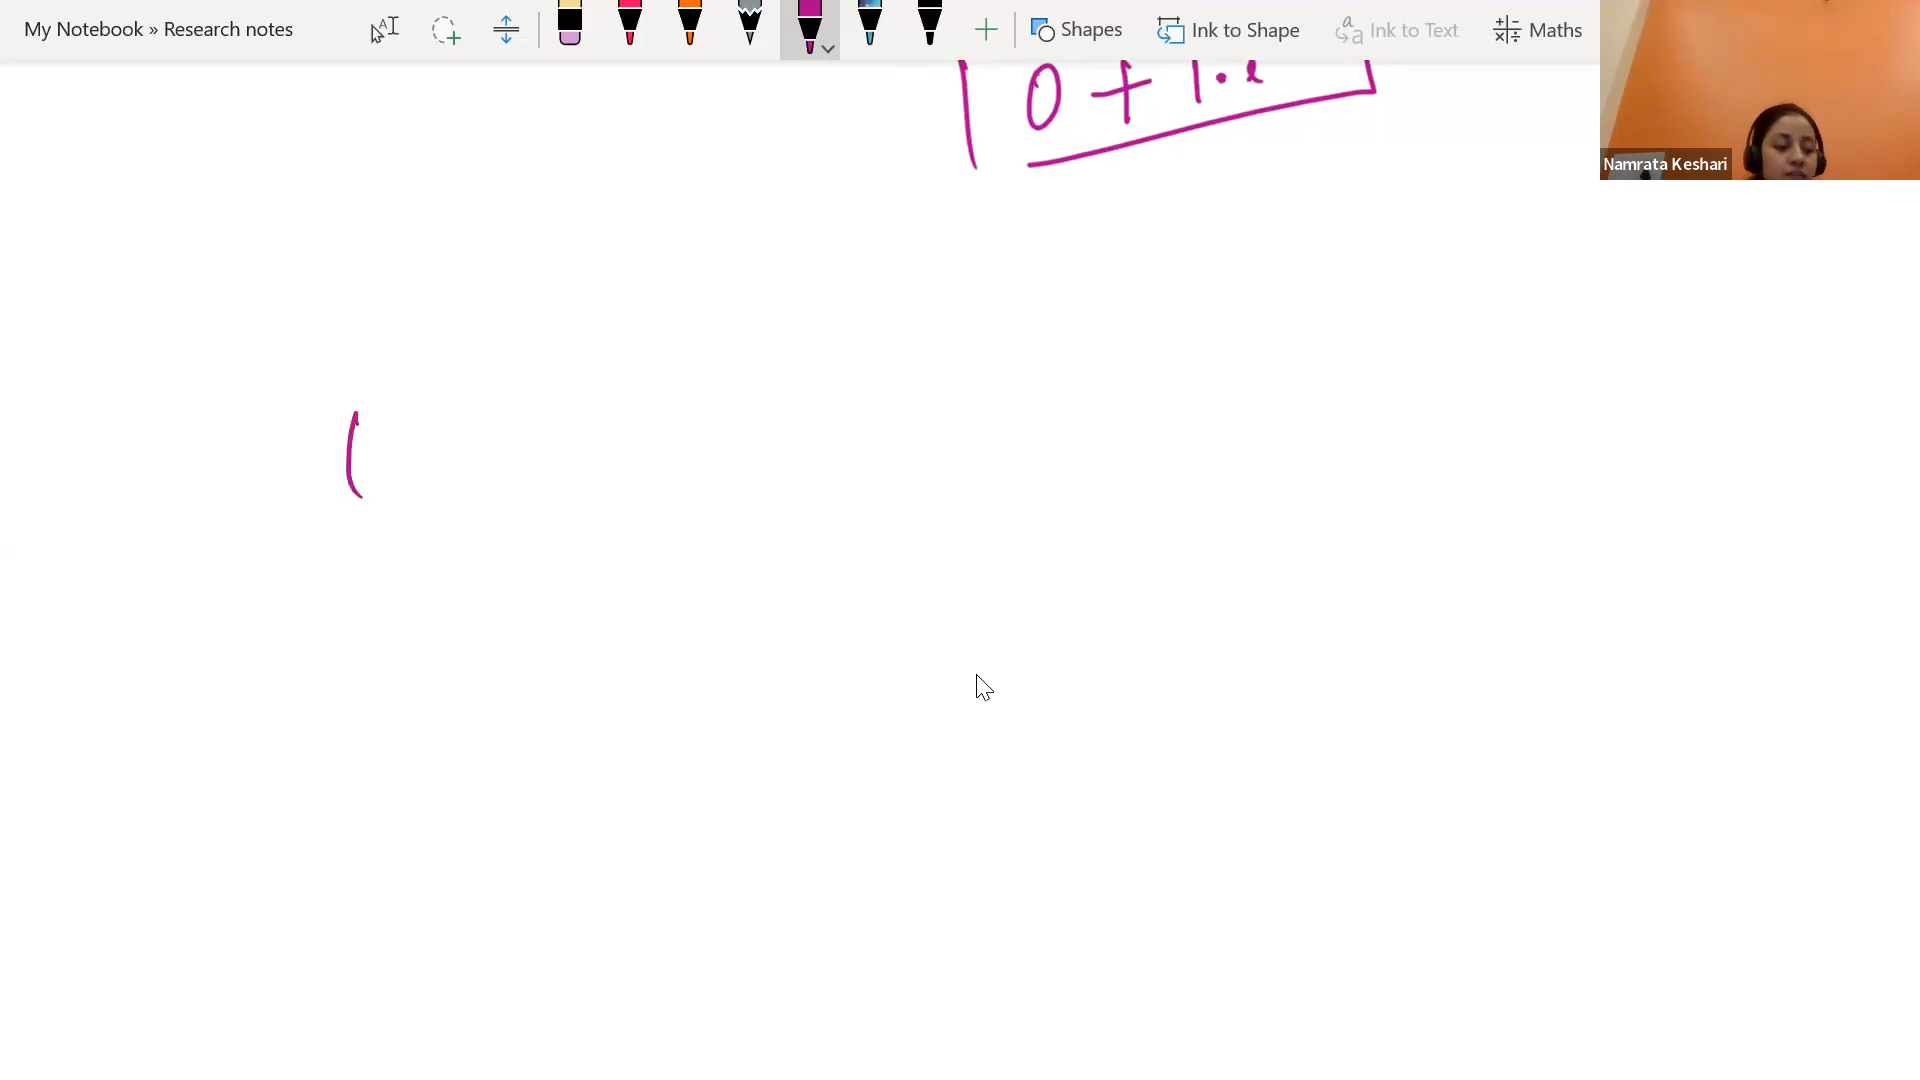 My Notebook » Research notes
Shapes
Ink to Shape
Ink to Text
Maths
0 + 1.i
Namrata Keshari
(